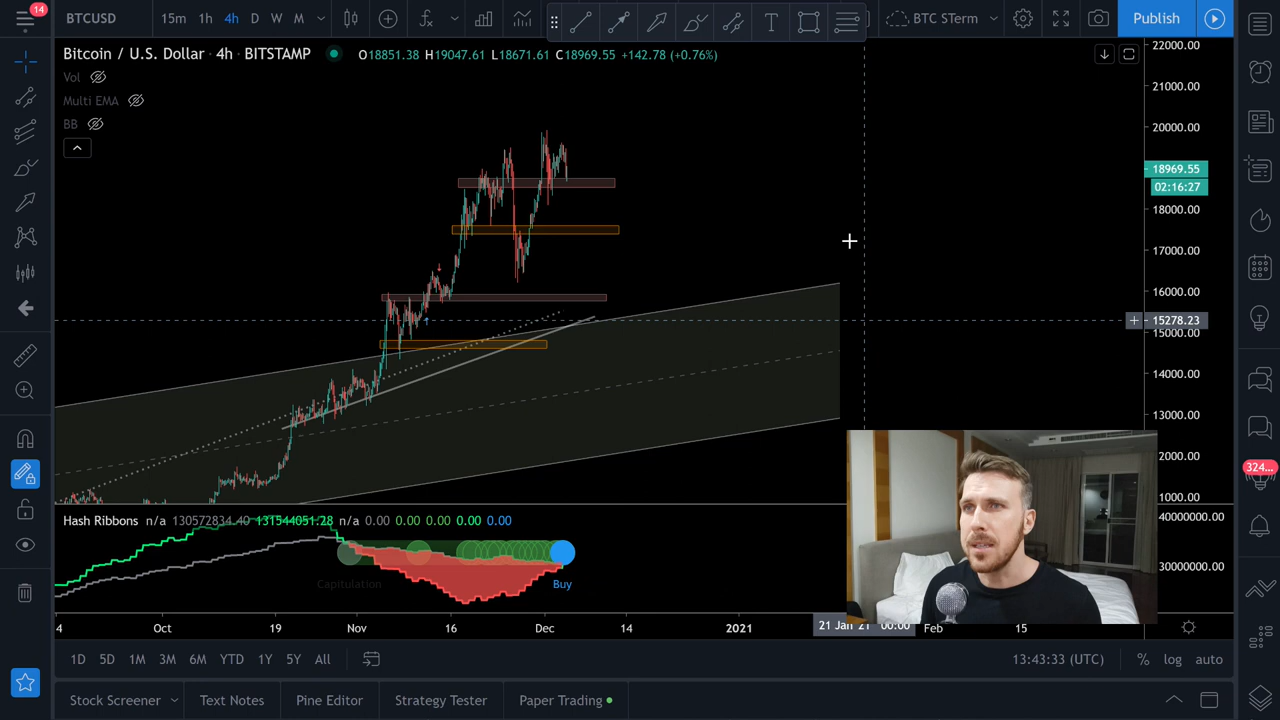 14
BTCUSD 15m 1h 4h D W M
BTC STerm Publish
Bitcoin / U.S. Dollar · 4h · BITSTAMP O18851.38 H19047.61 L18671.61 C18969.55 +142.78 (+0.76%)
Vol
Multi EMA
BB
22000.00
21000.00
20000.00
18969.55
02:16:27
18000.00
17000.00
16000.00
15278.23
15000.00
14000.00
13000.00
12000.00
1000.00
324...
Hash Ribbons n/a 130572834.40 131544051.28 n/a 0.00 0.00 0.00 0.00 0.00
40000000.00
30000000.00
Capitulation Buy
4 Oct 19 Nov 16 Dec 14 2021 21 Jan '21 00:00 Feb 15
1D 5D 1M 3M 6M YTD 1Y 5Y All
13:43:33 (UTC) % log auto
Stock Screener Text Notes Pine Editor Strategy Tester Paper Trading